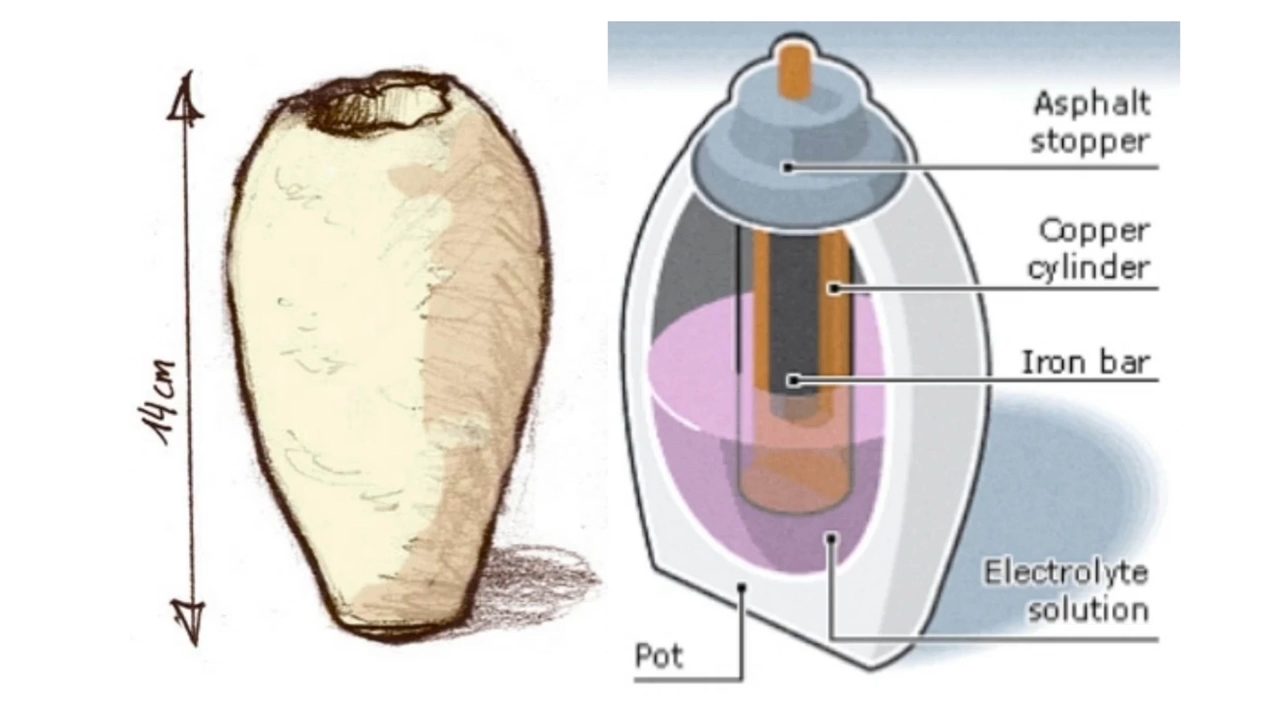 14cm
Asphalt
stopper
Copper
cylinder
Iron bar
Electrolyte
solution
Pot